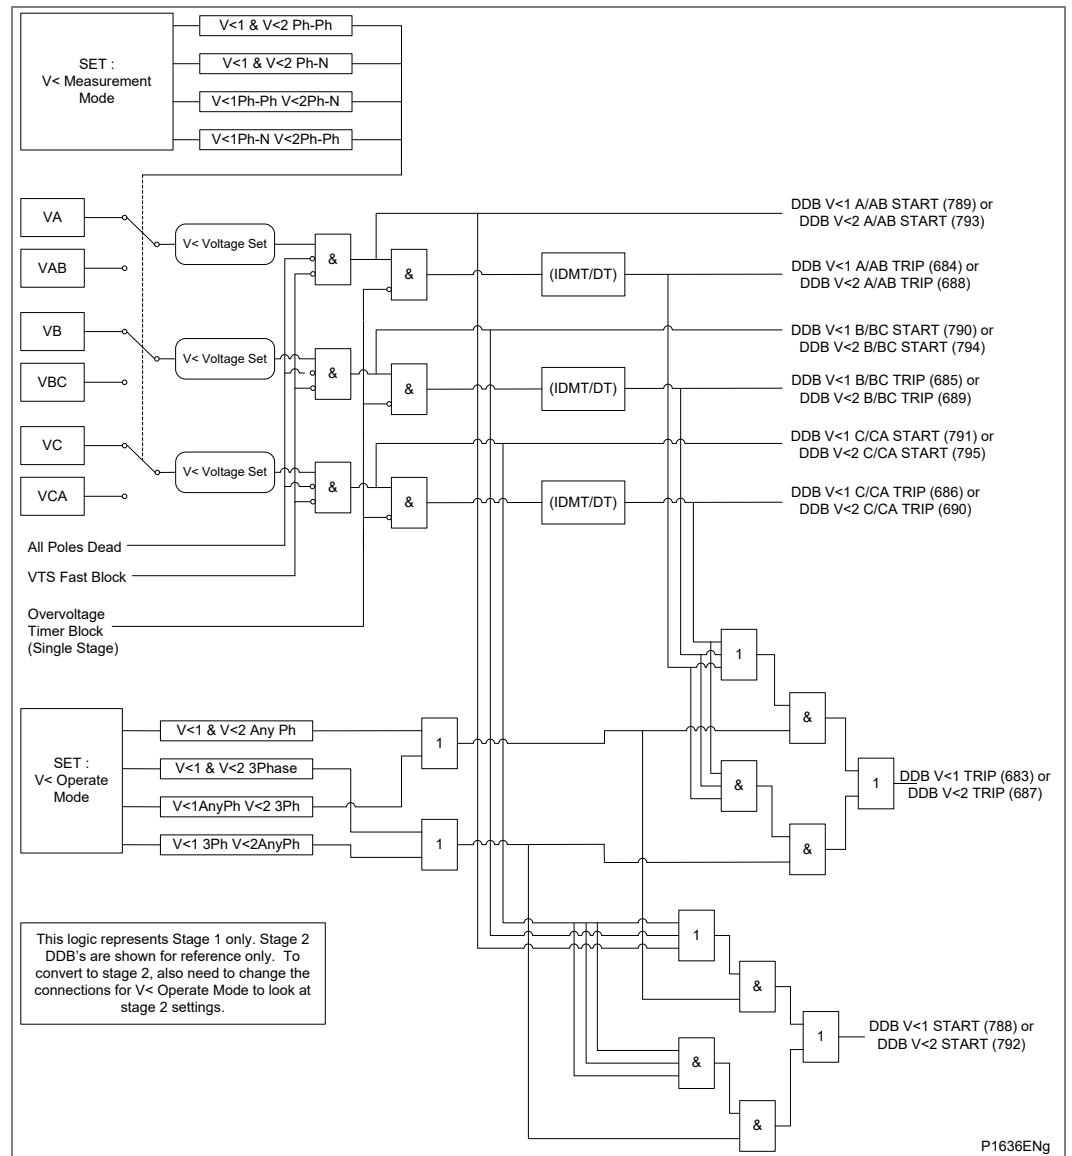 SET :
V< Measurement
Mode
V<1 & V<2 Ph-Ph
V<1 & V<2 Ph-N
V<1Ph-Ph V<2Ph-N
V<1Ph-N V<2Ph-Ph
VA
VAB
V< Voltage Set
&
&
(IDMT/DT)
DDB V<1 A/AB START (789) or
DDB V<2 A/AB START (793)
DDB V<1 A/AB TRIP (684) or
DDB V<2 A/AB TRIP (688)
VB
VBC
V< Voltage Set
&
&
(IDMT/DT)
DDB V<1 B/BC START (790) or
DDB V<2 B/BC START (794)
DDB V<1 B/BC TRIP (685) or
DDB V<2 B/BC TRIP (689)
VC
VCA
V< Voltage Set
&
&
(IDMT/DT)
DDB V<1 C/CA START (791) or
DDB V<2 C/CA START (795)
DDB V<1 C/CA TRIP (686) or
DDB V<2 C/CA TRIP (690)
All Poles Dead
VTS Fast Block
Overvoltage
Timer Block
(Single Stage)
SET :
V< Operate
Mode
V<1 & V<2 Any Ph
V<1 & V<2 3Phase
V<1AnyPh V<2 3Ph
V<1 3Ph V<2AnyPh
1
1
1
&
&
&
1
DDB V<1 TRIP (683) or
DDB V<2 TRIP (687)
This logic represents Stage 1 only. Stage 2
DDB's are shown for reference only. To
convert to stage 2, also need to change the
connections for V< Operate Mode to look at
stage 2 settings.
1
&
&
&
1
DDB V<1 START (788) or
DDB V<2 START (792)
P1636ENg